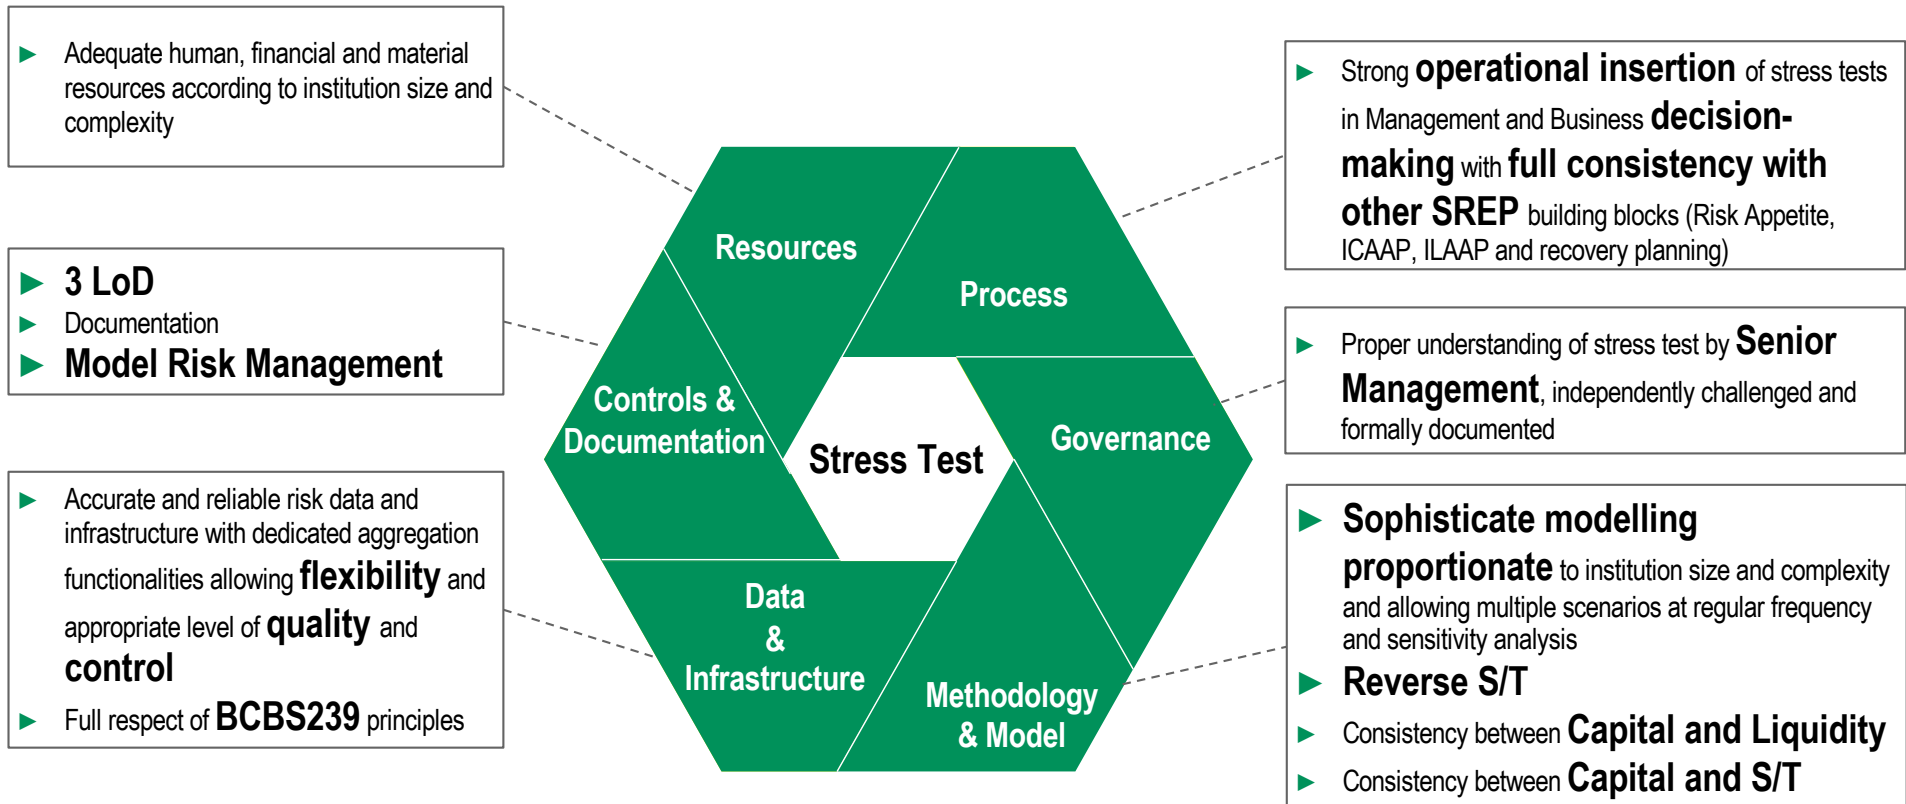 ► Adequate human, financial and material
resources according to institution size and
complexity
► 3 LoD
► Documentation
► Model Risk Management
► Accurate and reliable risk data and
infrastructure with dedicated aggregation
functionalities allowing flexibility and
appropriate level of quality and
control
► Full respect of BCBS239 principles
Resources
Process
Controls &
Documentation
Stress Test
Governance
Data
&
Infrastructure
Methodology
& Model
► Strong operational insertion of stress tests
in Management and Business decision-
making with full consistency with
other SREP building blocks (Risk Appetite,
ICAAP, ILAAP and recovery planning)
► Proper understanding of stress test by Senior
Management, independently challenged and
formally documented
► Sophisticate modelling
proportionate to institution size and complexity
and allowing multiple scenarios at regular frequency
and sensitivity analysis
► Reverse S/T
► Consistency between Capital and Liquidity
► Consistency between Capital and S/T